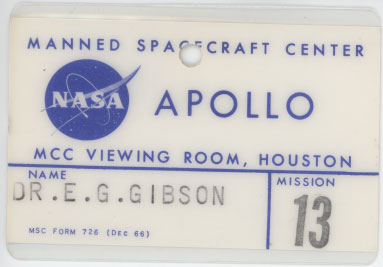 MANNED SPACECRAFT CENTER
NASA
APOLLO
MCC VIEWING ROOM, HOUSTON
NAME
DR.E.G.GIBSON
MISSION
13
MSC FORM 726 (DEC 66)